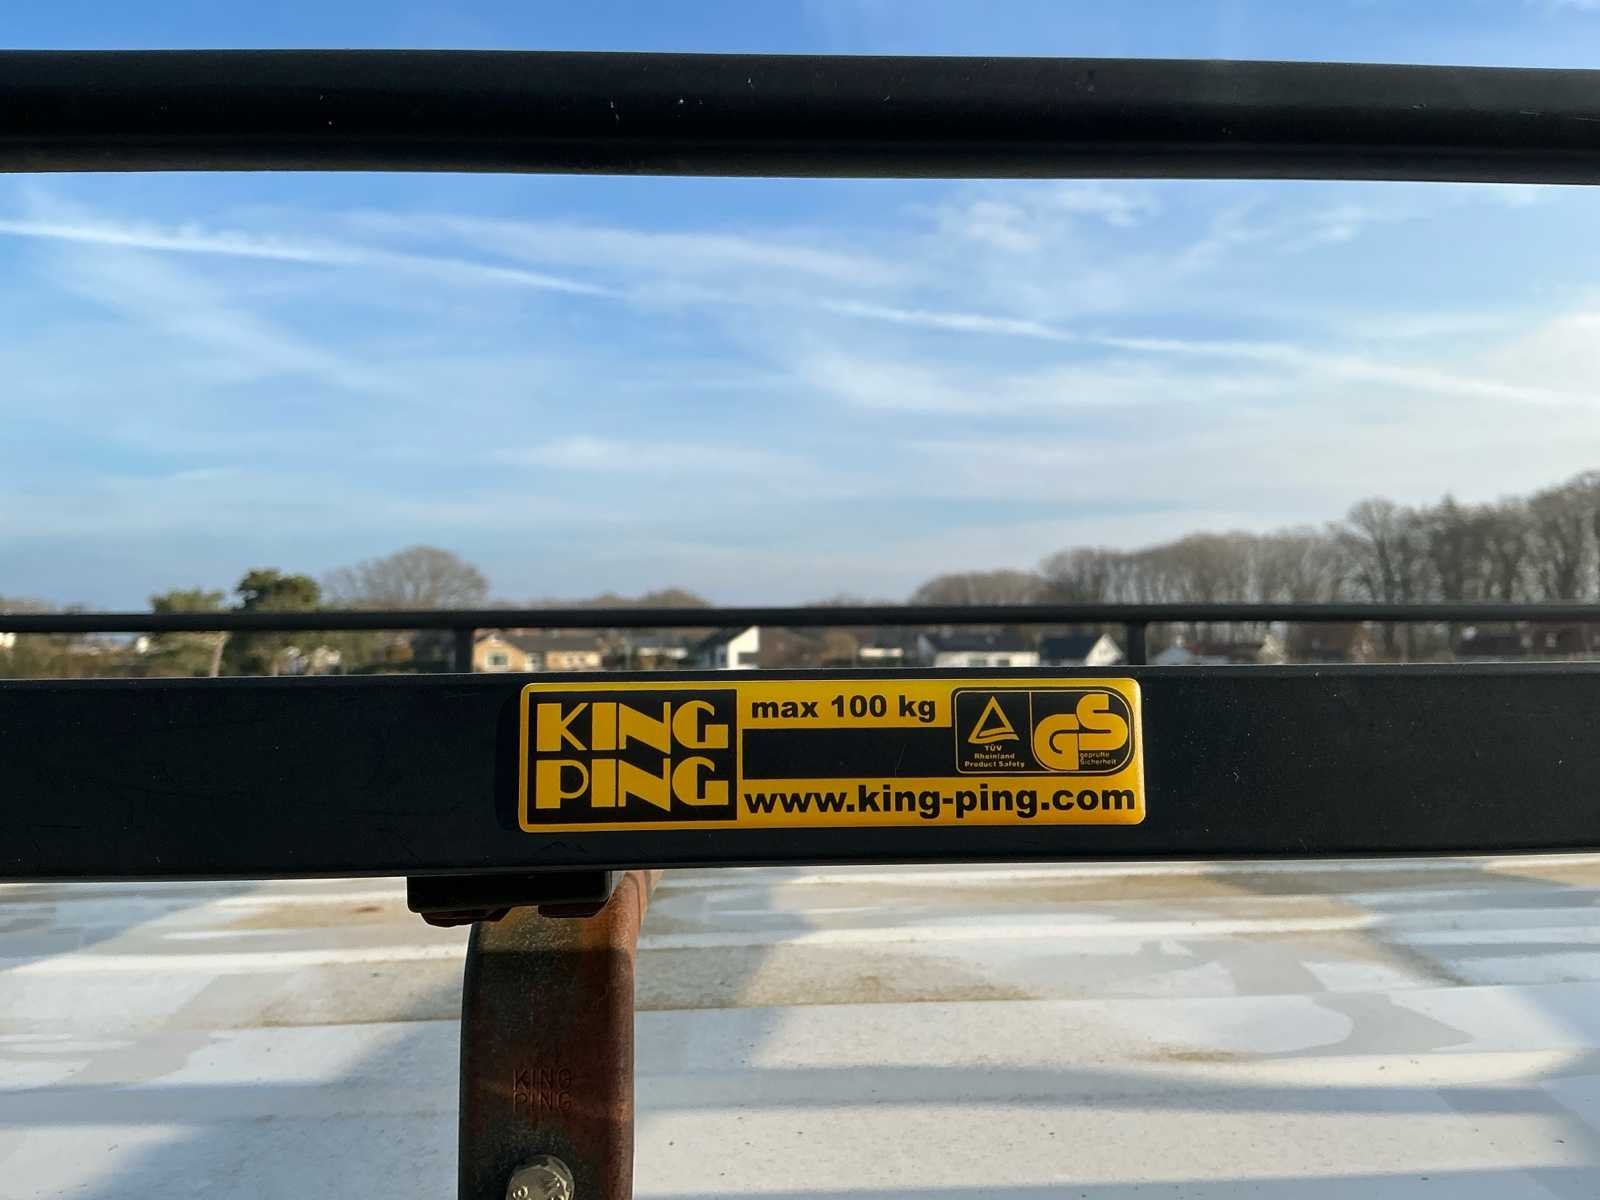 KING
PING
max 100 kg
TÜV
Rheinland
Product Safety
GS
geprüfte
Sicherheit
www.king-ping.com
KING
PING